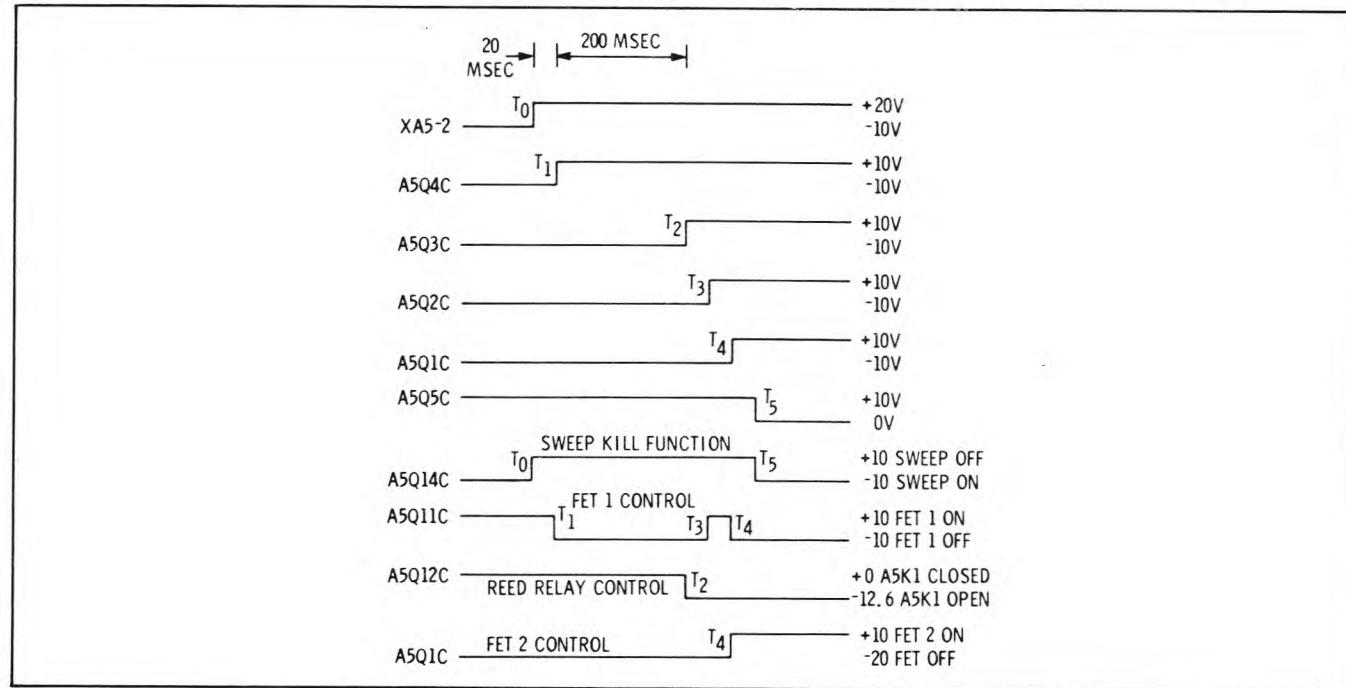 20 MSEC
200 MSEC
XA5-2 T0 +20V
-10V
A5Q4C T1 +10V
-10V
A5Q3C T2 +10V
-10V
A5Q2C T3 +10V
-10V
A5Q1C T4 +10V
-10V
A5Q5C T5 +10V
0V
SWEEP KILL FUNCTION
A5Q14C T0 T5 +10 SWEEP OFF
-10 SWEEP ON
FET 1 CONTROL
A5Q11C T1 T3 T4 +10 FET 1 ON
-10 FET 1 OFF
A5Q12C T2 +0 A5K1 CLOSED
REED RELAY CONTROL -12.6 A5K1 OPEN
A5Q1C FET 2 CONTROL T4 +10 FET 2 ON
-20 FET OFF